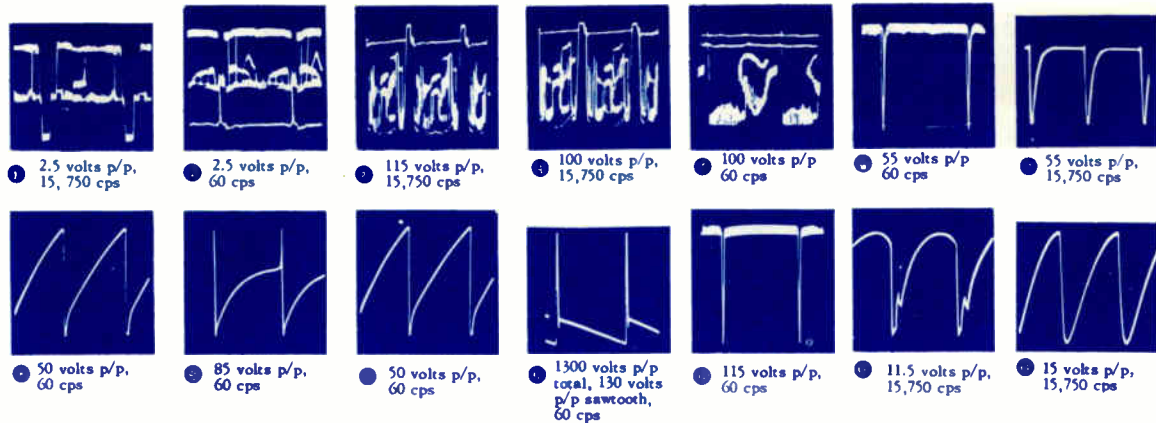 2.5 volts p/p,
15, 750 cps
2.5 volts p/p,
60 cps
115 volts p/p,
15,750 cps
100 volts p/p,
15,750 cps
100 volts p/p
60 cps
55 volts p/p
60 cps
55 volts p/p,
15,750 cps
50 volts p/p,
60 cps
85 volts p/p,
60 cps
50 volts p/p,
60 cps
1300 volts p/p
total, 130 volts
p/p sawtooth,
60 cps
115 volts p/p,
60 cps
11.5 volts p/p,
15,750 cps
15 volts p/p,
15,750 cps